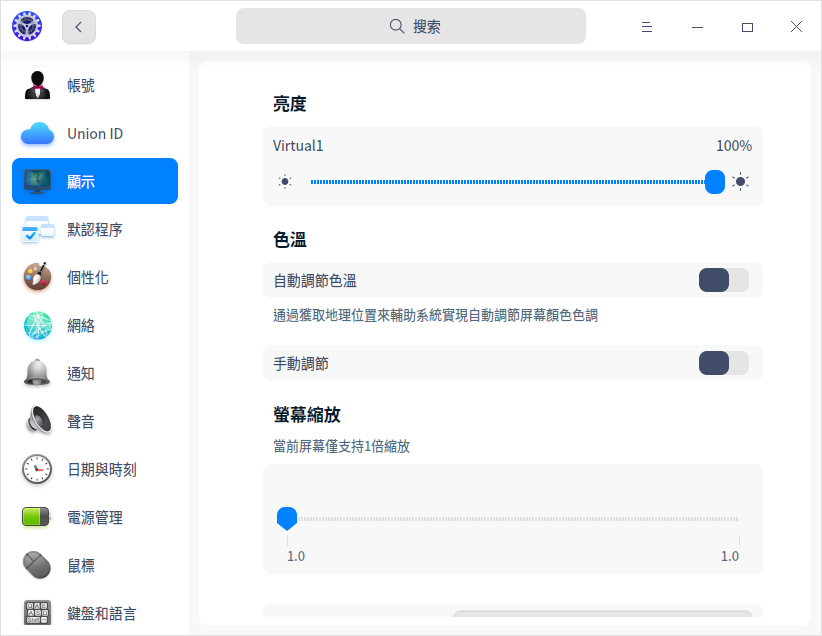 搜索
帳號
Union ID
顯示
默認程序
個性化
網絡
通知
聲音
日期與時刻
電源管理
鼠標
鍵盤和語言
亮度
Virtual1 100%
色溫
自動調節色溫
通過獲取地理位置來輔助系統實現自動調節屏幕顏色色調
手動調節
螢幕縮放
當前屏幕僅支持1倍縮放
1.0 1.0